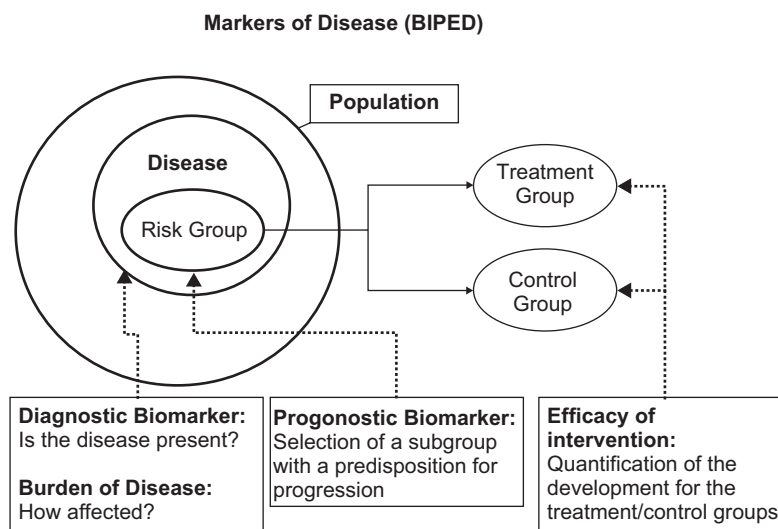 Markers of Disease (BIPED)
Population
Disease
Risk Group
Treatment
Group
Control
Group
Diagnostic Biomarker:
Is the disease present?
Burden of Disease:
How affected?
Progonostic Biomarker:
Selection of a subgroup
with a predisposition for
progression
Efficacy of
intervention:
Quantification of the
development for the
treatment/control groups